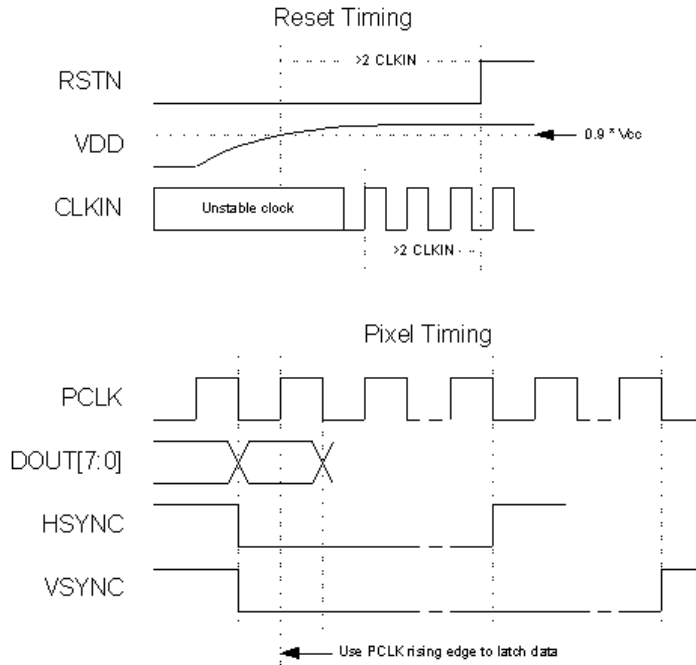 Reset Timing
>2 CLKIN
RSTN
VDD
0.9 * Vcc
CLKIN
Unstable clock
>2 CLKIN
Pixel Timing
PCLK
DOUT[7:0]
HSYNC
VSYNC
Use PCLK rising edge to latch data